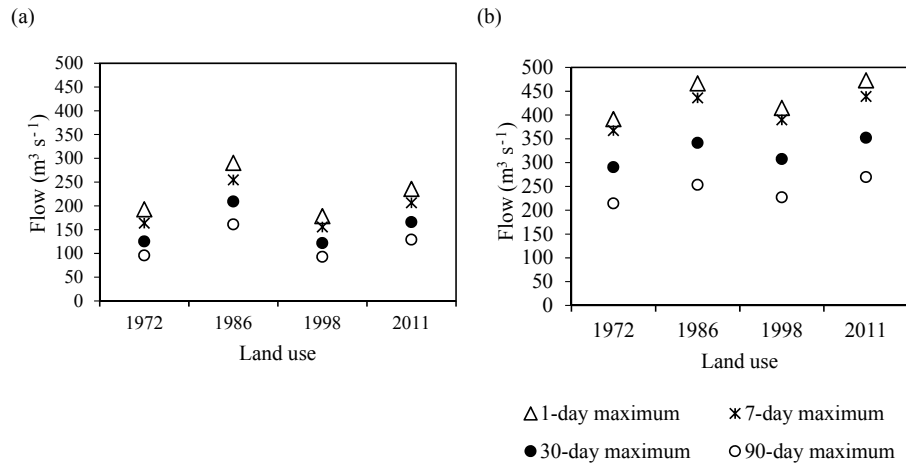 (a)
500
450
400
350
300
250
200
150
100
50
0
Flow (m³ s⁻¹)
1972 1986 1998 2011
Land use
(b)
500
450
400
350
300
250
200
150
100
50
0
Flow (m³ s⁻¹)
1972 1986 1998 2011
Land use
1-day maximum 7-day maximum
30-day maximum 90-day maximum